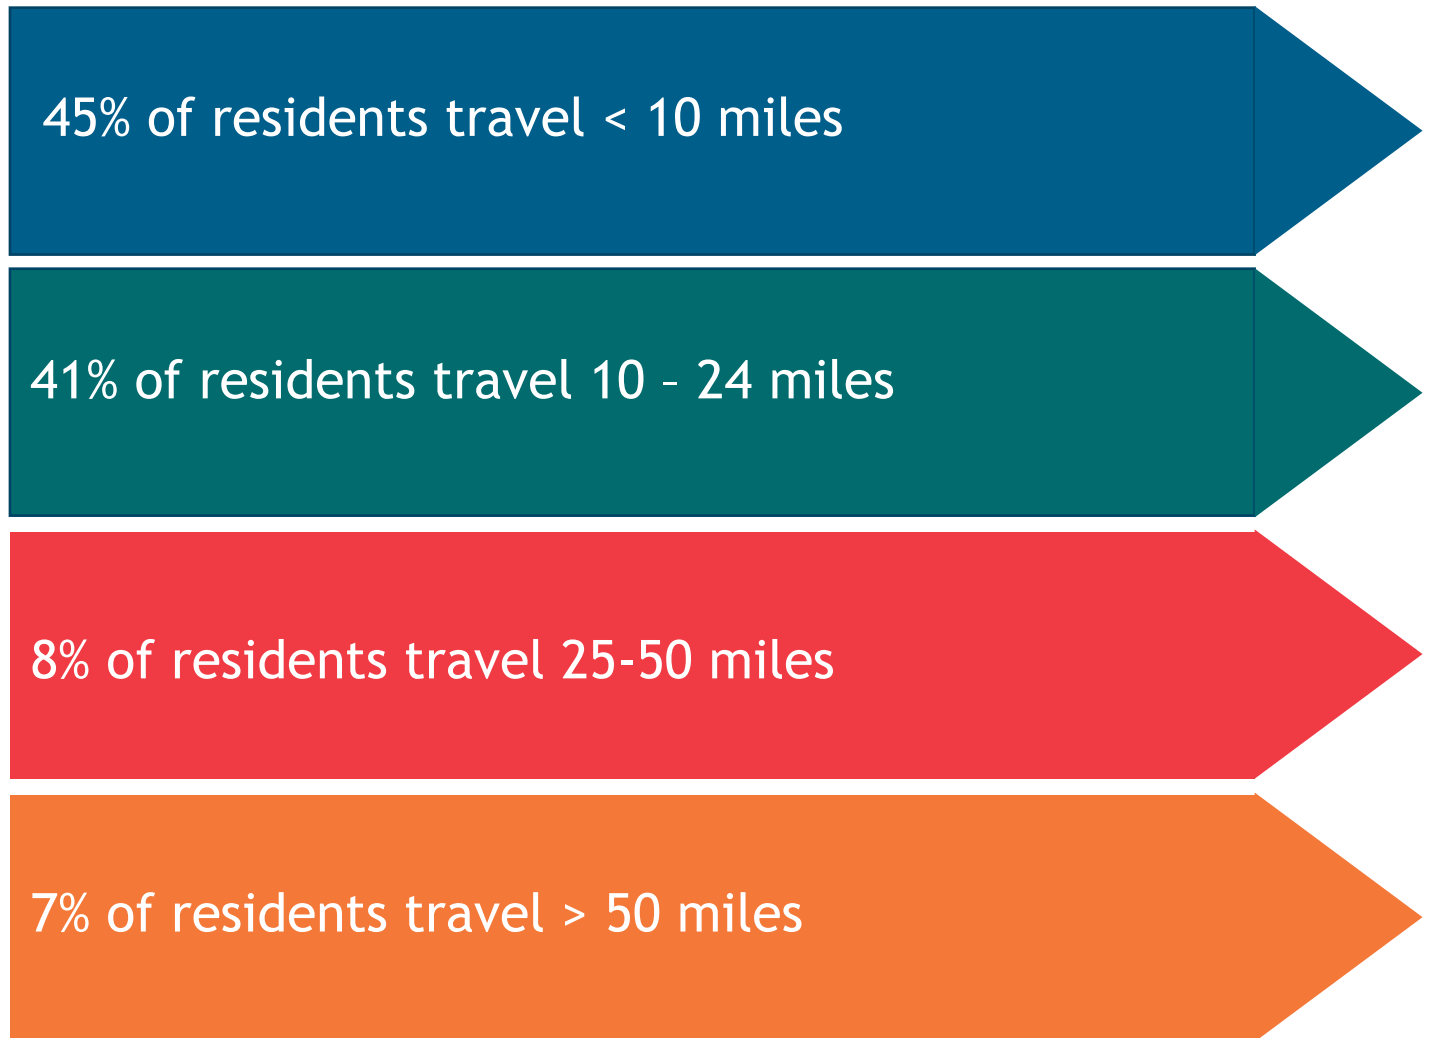 45% of residents travel < 10 miles
41% of residents travel 10 – 24 miles
8% of residents travel 25-50 miles
7% of residents travel > 50 miles